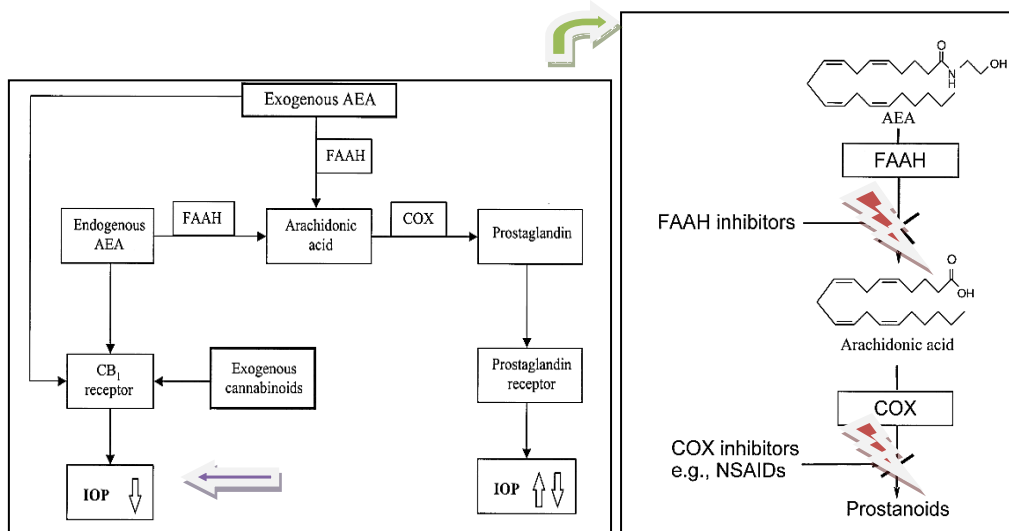 Exogenous AEA
FAAH
Endogenous
AEA
FAAH
Arachidonic
acid
COX
Prostaglandin
CB1
receptor
Exogenous
cannabinoids
Prostaglandin
receptor
IOP
IOP
O
N
H
OH
AEA
FAAH
FAAH inhibitors
O
OH
Arachidonic acid
COX
COX inhibitors
e.g., NSAIDs
Prostanoids